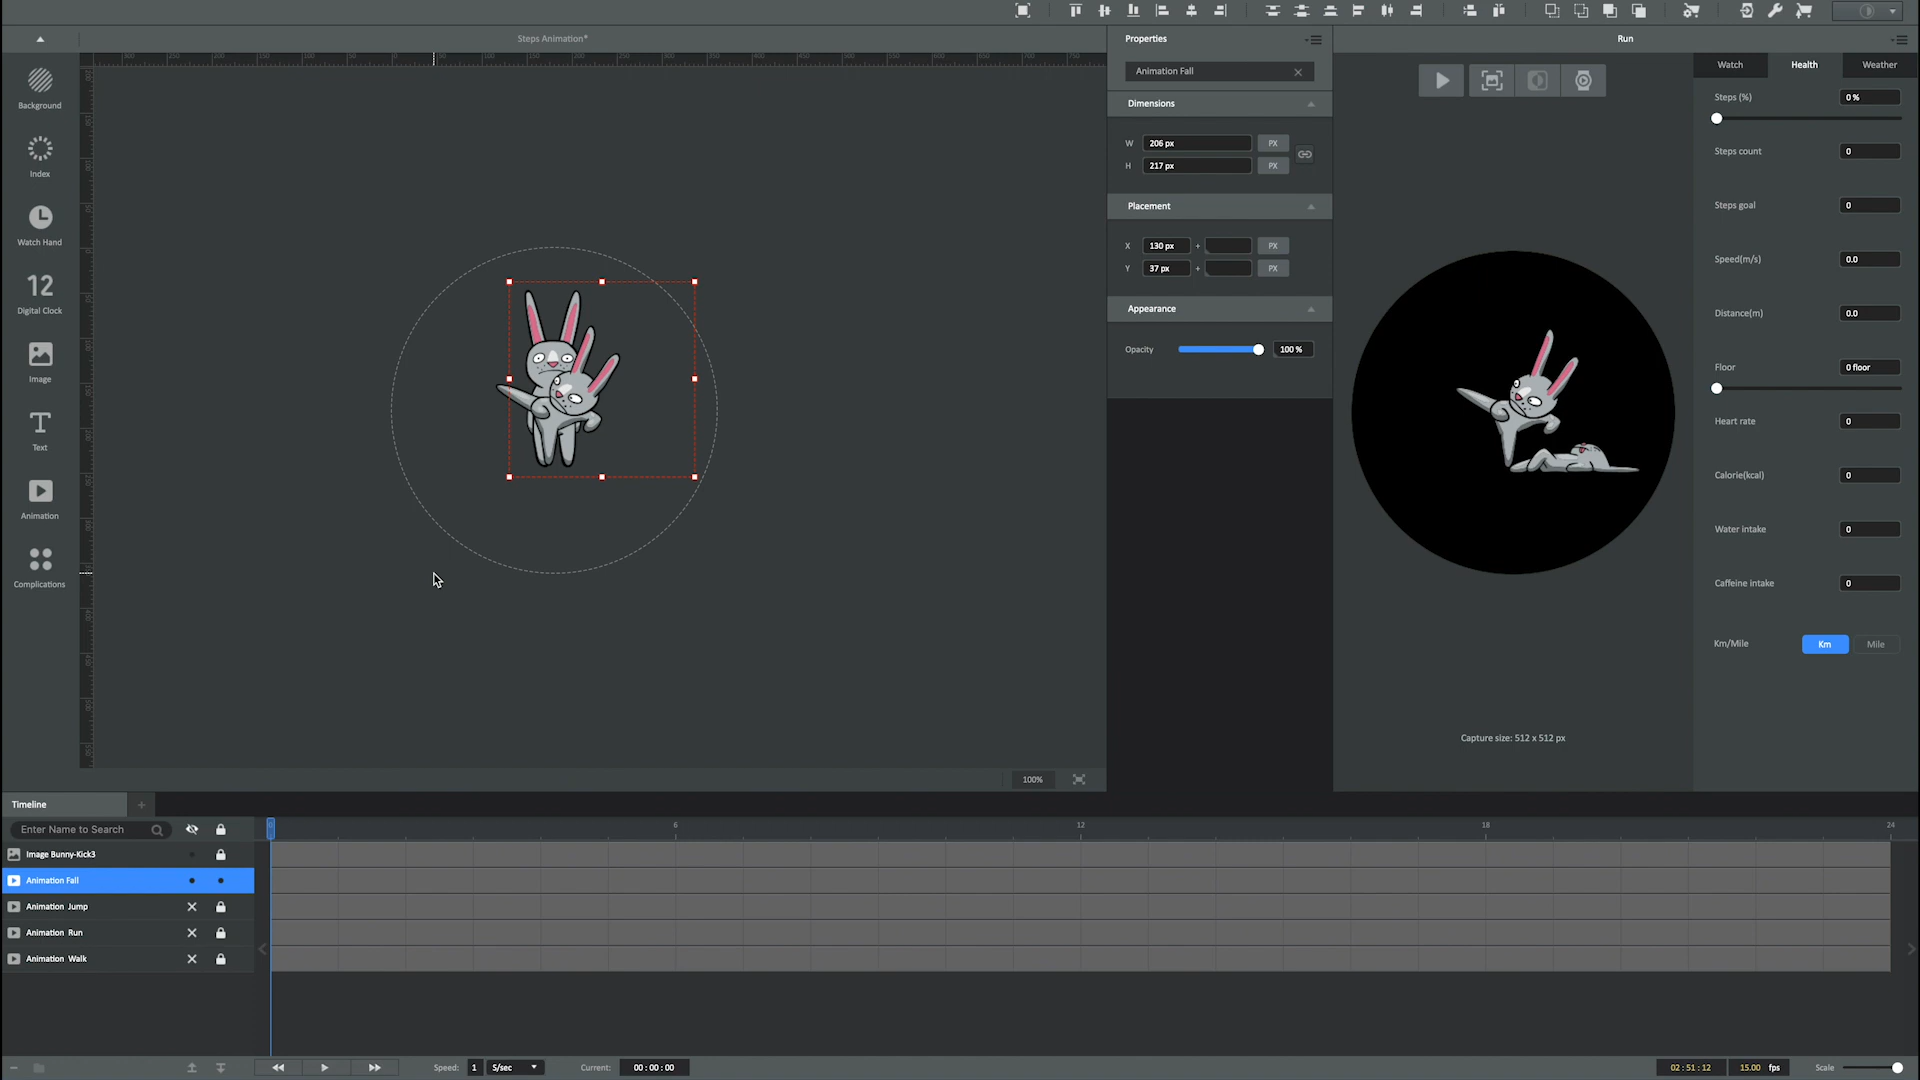 Steps Animation*
Background
Index
Watch Hand
12
Digital Clock
Image
T
Text
Animation
Complications
100%
Properties
Animation Fall
Dimensions
W 206 px PX
H 217 px PX
Placement
X 130 px + PX
Y 37 px + PX
Appearance
Opacity 100 %
Run
Capture size: 512 x 512 px
Watch Health Weather
Steps (%) 0 %
Steps count 0
Steps goal 0
Speed(m/s) 0.0
Distance(m) 0.0
Floor 0 floor
Heart rate 0
Calorie(kcal) 0
Water intake 0
Caffeine intake 0
Km/Mile Km Mile
Timeline +
Enter Name to Search
6 12 18 24
Image Bunny-Kick3
Animation Fall
Animation Jump
Animation Run
Animation Walk
Speed: 1 S/sec Current: 00 : 00 : 00 02 : 51 : 12 15.00 fps Scale